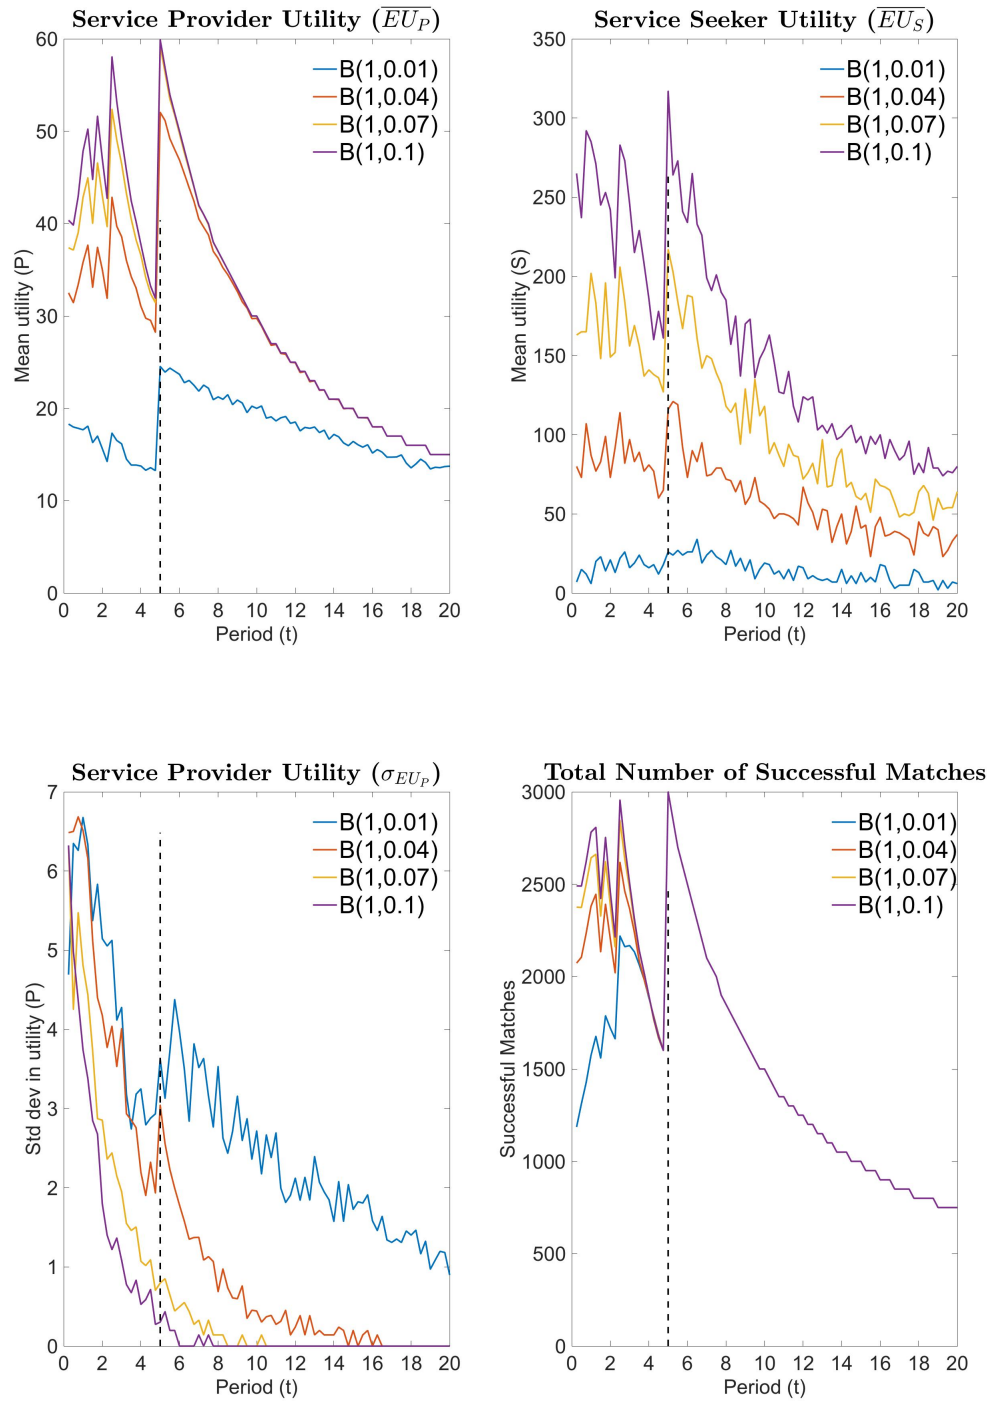 Service Provider Utility (EU_P)
60
50
40
30
20
10
0
Mean utility (P)
B(1,0.01)
B(1,0.04)
B(1,0.07)
B(1,0.1)
0 2 4 6 8 10 12 14 16 18 20
Period (t)
Service Seeker Utility (EU_S)
350
300
250
200
150
100
50
0
Mean utility (S)
B(1,0.01)
B(1,0.04)
B(1,0.07)
B(1,0.1)
0 2 4 6 8 10 12 14 16 18 20
Period (t)
Service Provider Utility (σ_{EU_P})
7
6
5
4
3
2
1
0
Std dev in utility (P)
B(1,0.01)
B(1,0.04)
B(1,0.07)
B(1,0.1)
0 2 4 6 8 10 12 14 16 18 20
Period (t)
Total Number of Successful Matches
3000
2500
2000
1500
1000
500
0
Successful Matches
B(1,0.01)
B(1,0.04)
B(1,0.07)
B(1,0.1)
0 2 4 6 8 10 12 14 16 18 20
Period (t)